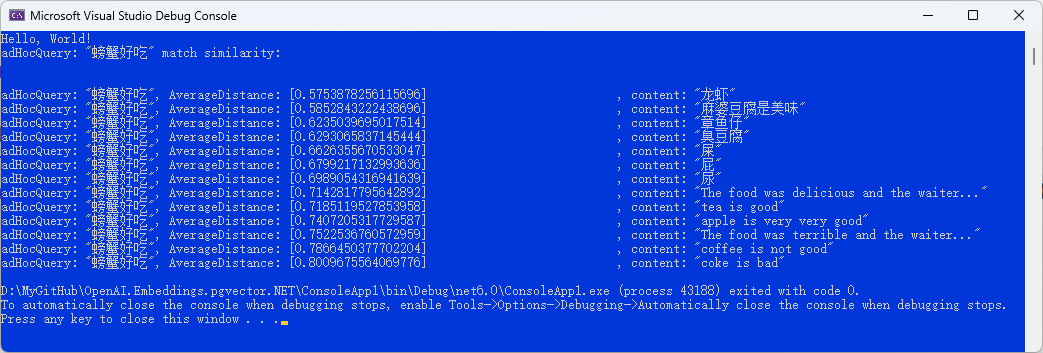 Microsoft Visual Studio Debug Console
Hello, World!
adHocQuery: "螃蟹好吃" match similarity:
adHocQuery: "螃蟹好吃", AverageDistance: [0.5753878256115696] , content: "龙虾"
adHocQuery: "螃蟹好吃", AverageDistance: [0.5852843222438696] , content: "麻婆豆腐是美味"
adHocQuery: "螃蟹好吃", AverageDistance: [0.6235039695017514] , content: "章鱼仔"
adHocQuery: "螃蟹好吃", AverageDistance: [0.6293065837145444] , content: "臭豆腐"
adHocQuery: "螃蟹好吃", AverageDistance: [0.6626355670533047] , content: "屎"
adHocQuery: "螃蟹好吃", AverageDistance: [0.6799217132993636] , content: "屁"
adHocQuery: "螃蟹好吃", AverageDistance: [0.6989054316941639] , content: "尿"
adHocQuery: "螃蟹好吃", AverageDistance: [0.7142817795642892] , content: "The food was delicious and the waiter..."
adHocQuery: "螃蟹好吃", AverageDistance: [0.7185119527853958] , content: "tea is good"
adHocQuery: "螃蟹好吃", AverageDistance: [0.7407205317729587] , content: "apple is very very good"
adHocQuery: "螃蟹好吃", AverageDistance: [0.7522536760572959] , content: "The food was terrible and the waiter..."
adHocQuery: "螃蟹好吃", AverageDistance: [0.7866450377702204] , content: "coffee is not good"
adHocQuery: "螃蟹好吃", AverageDistance: [0.8009675564069776] , content: "coke is bad"
D:\MyGitHub\OpenAI.Embeddings.pgvector.NET\ConsoleApp1\bin\Debug\net6.0\ConsoleApp1.exe (process 43188) exited with code 0.
To automatically close the console when debugging stops, enable Tools->Options->Debugging->Automatically close the console when debugging stops.
Press any key to close this window . . .